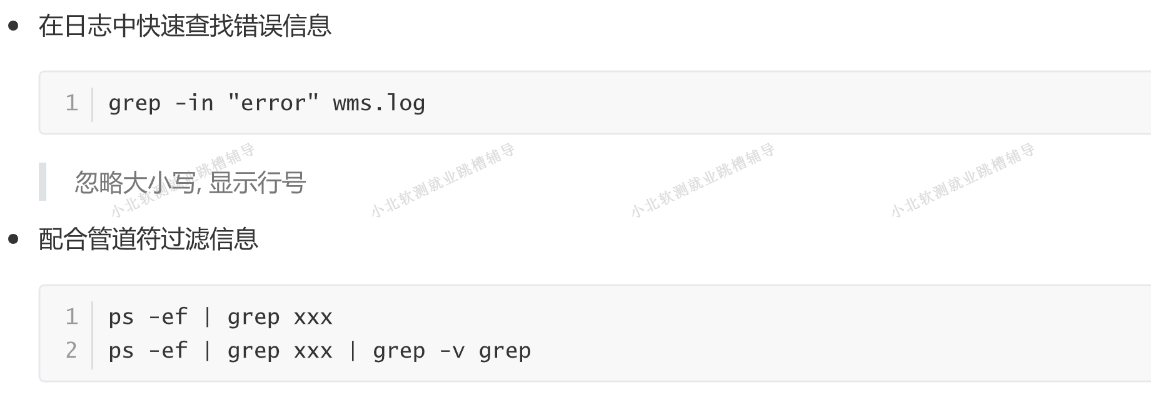 在日志中快速查找错误信息
1 grep -in "error" wms.log
忽略大小写, 显示行号
小北软测就业跳槽辅导 小北软测就业跳槽辅导 小北软测就业跳槽辅导 小北软测就业跳槽辅导
配合管道符过滤信息
1 ps -ef | grep xxx
2 ps -ef | grep xxx | grep -v grep